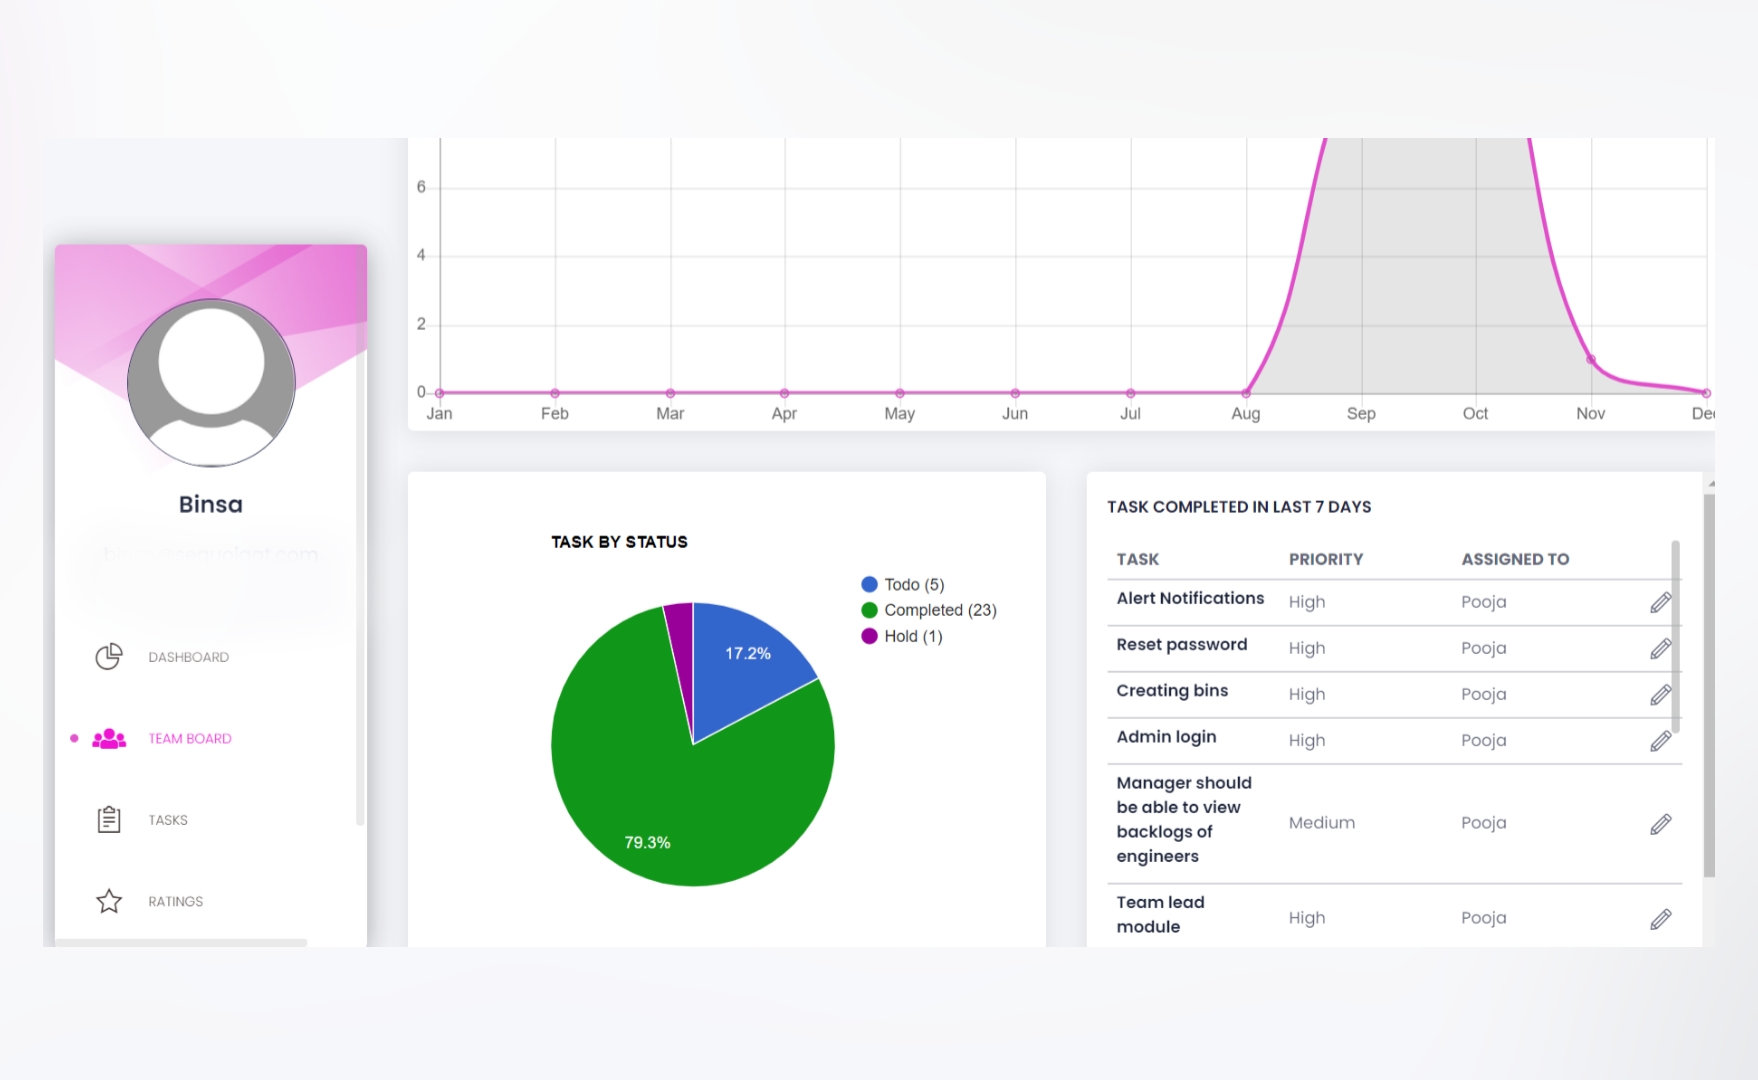 6
4
2
0
Jan Feb Mar Apr May Jun Jul Aug Sep Oct Nov
Binsa
DASHBOARD
TEAM BOARD
TASKS
RATINGS
TASK BY STATUS
Todo (5)
Completed (23)
Hold (1)
17.2%
79.3%
TASK COMPLETED IN LAST 7 DAYS
TASK PRIORITY ASSIGNED TO
Alert Notifications High Pooja
Reset password High Pooja
Creating bins High Pooja
Admin login High Pooja
Manager should
be able to view
backlogs of
engineers
Medium Pooja
Team lead
module
High Pooja